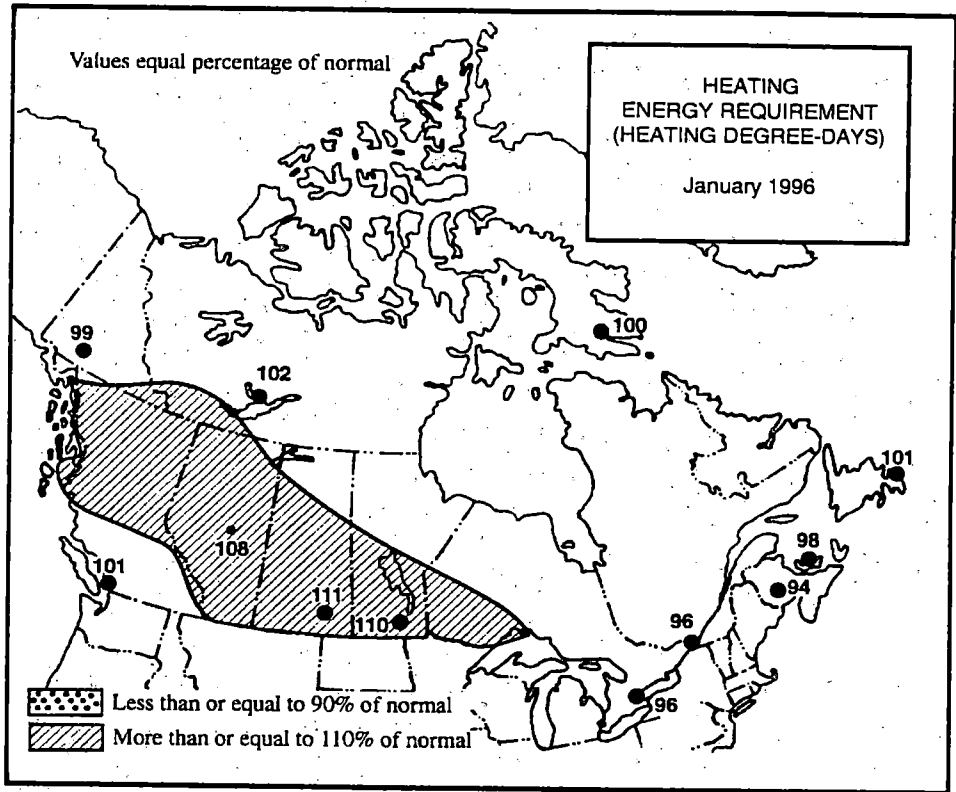 Values equal percentage of normal
HEATING
ENERGY REQUIREMENT
(HEATING DEGREE-DAYS)
January 1996
99
100
102
101
108
98
101
94
111
110
96
96
Less than or equal to 90% of normal
More than or equal to 110% of normal